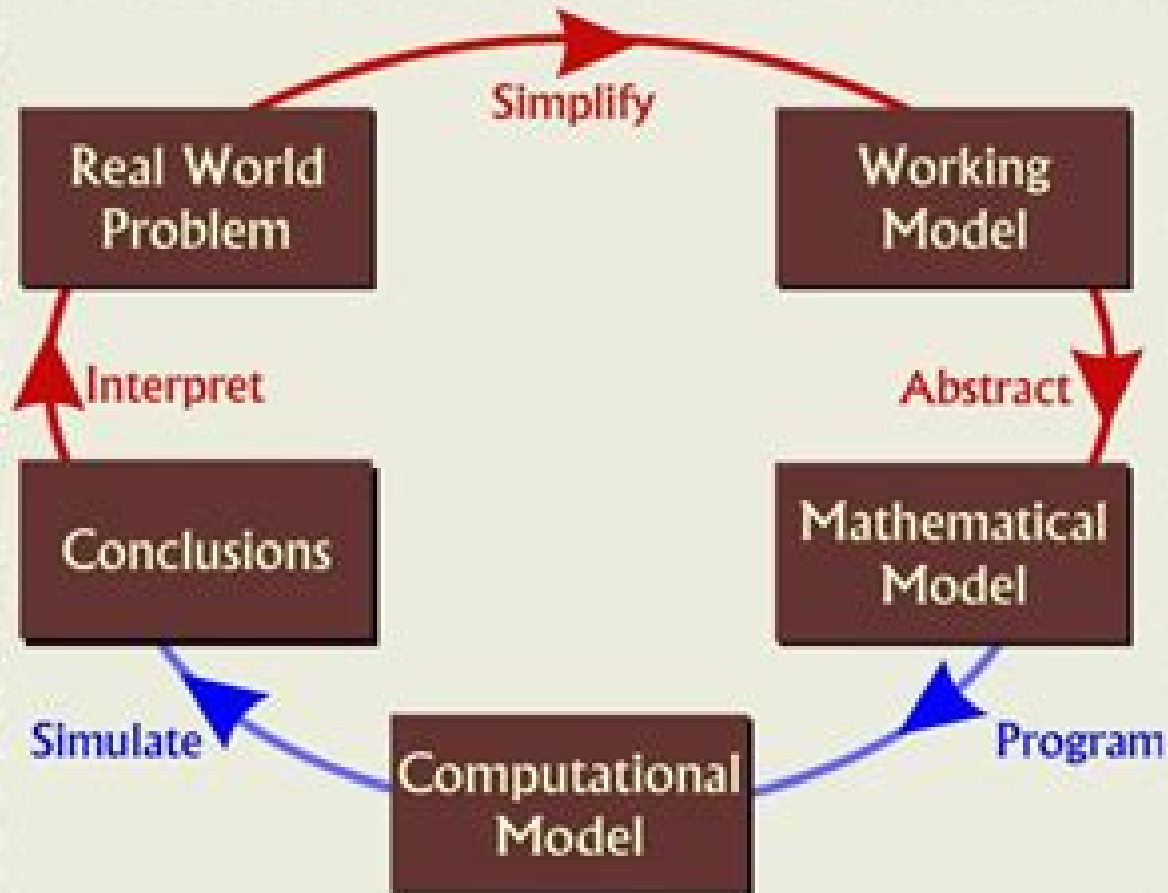 Simplify
Real World
Problem
Working
Model
Interpret
Abstract
Conclusions
Mathematical
Model
Simulate
Program
Computational
Model